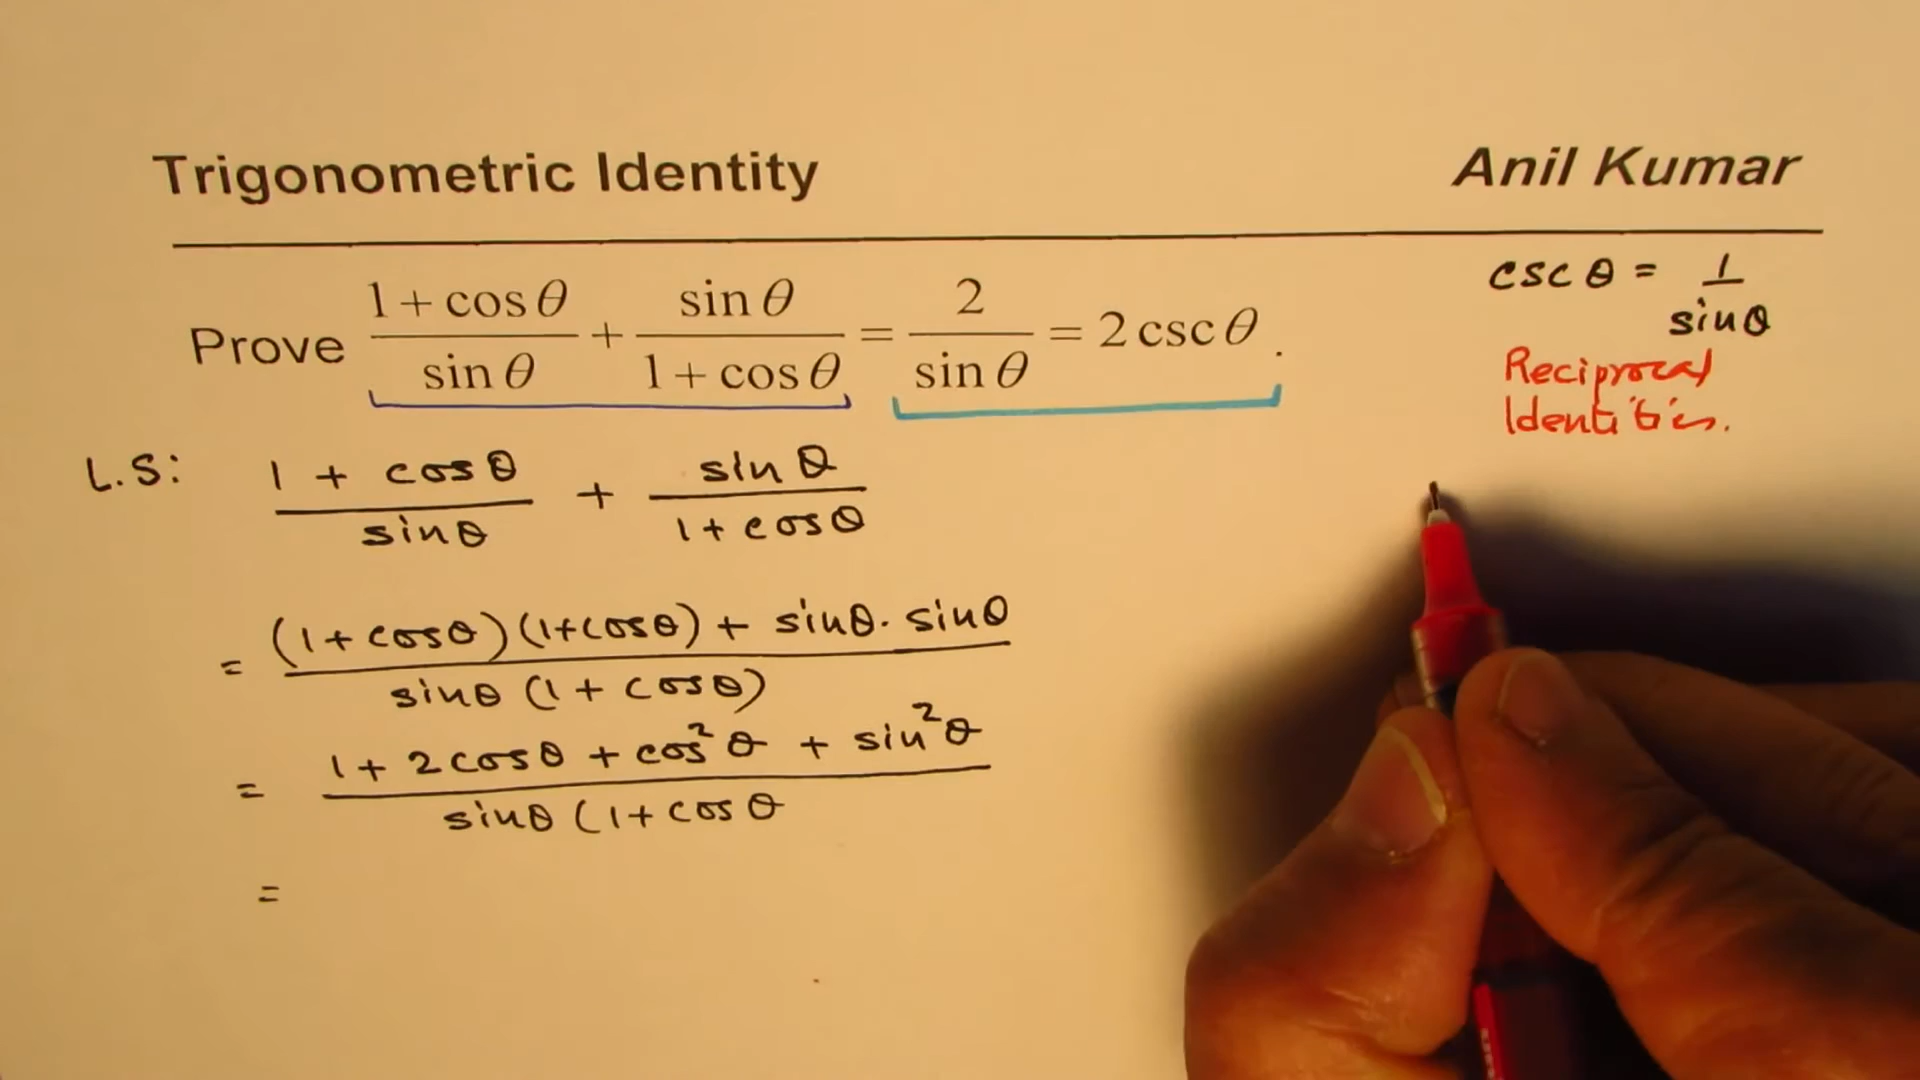 Trigonometric Identity
Anil Kumar
Prove (1 + cos θ)/(sin θ) + (sin θ)/(1 + cos θ) = 2/(sin θ) = 2 csc θ .
csc θ = 1/sinθ
Reciprocal
Identities.
L.S: (1 + cosθ)/(sinθ) + (sin θ)/(1 + cosθ)
= ((1 + cosθ)(1+cosθ) + sinθ · sinθ)/(sinθ (1 + cosθ))
= (1 + 2cosθ + cos²θ + sin²θ)/(sinθ (1 + cosθ
=